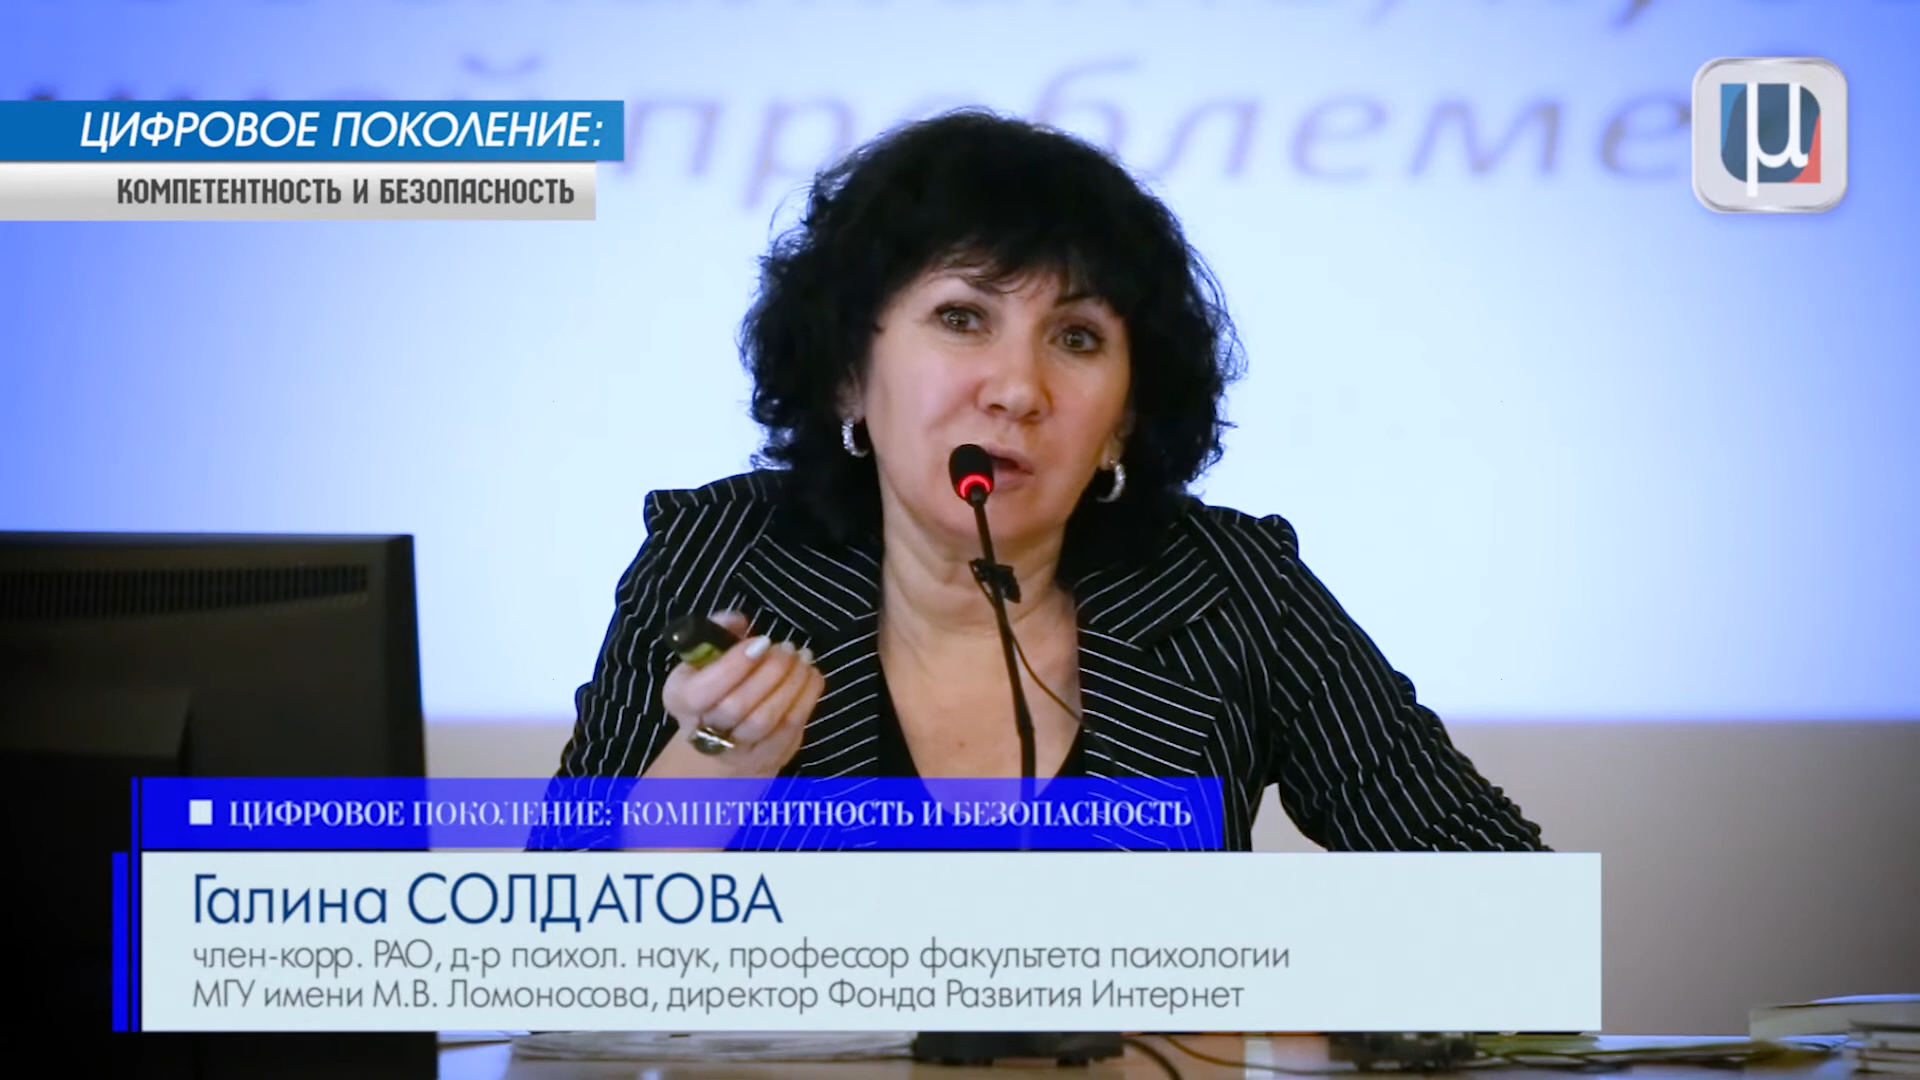 проблеме
ЦИФРОВОЕ ПОКОЛЕНИЕ:
КОМПЕТЕНТНОСТЬ И БЕЗОПАСНОСТЬ
μ
ЦИФРОВОЕ ПОКОЛЕНИЕ: КОМПЕТЕНТНОСТЬ И БЕЗОПАСНОСТЬ
Галина СОЛДАТОВА
член-корр. РАО, д-р психол. наук, профессор факультета психологии
МГУ имени М.В. Ломоносова, директор Фонда Развития Интернет